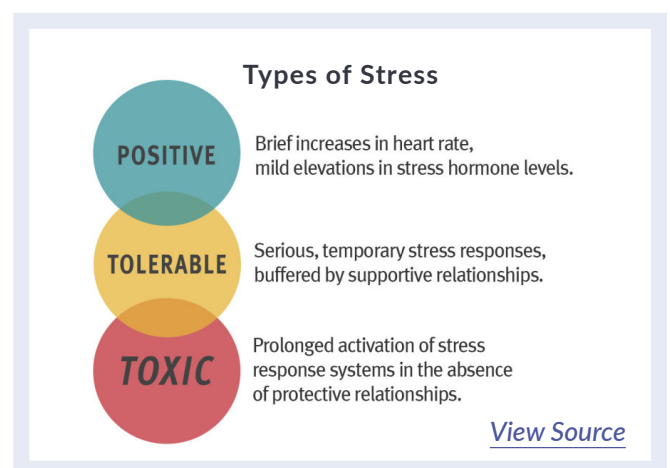 Types of Stress
POSITIVE
Brief increases in heart rate,
mild elevations in stress hormone levels.
TOLERABLE
Serious, temporary stress responses,
buffered by supportive relationships.
TOXIC
Prolonged activation of stress
response systems in the absence
of protective relationships.
View Source